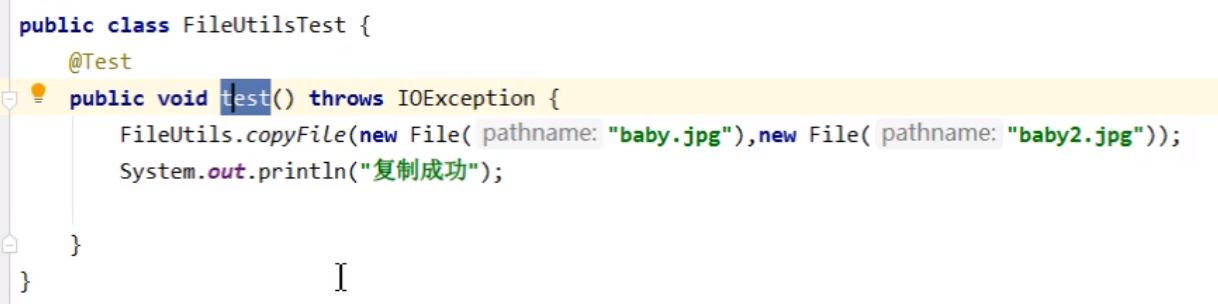 public class FileUtilsTest {
@Test
public void test() throws IOException {
FileUtils.copyFile(new File( pathname: "baby.jpg"),new File( pathname: "baby2.jpg"));
System.out.println("复制成功");
}
}